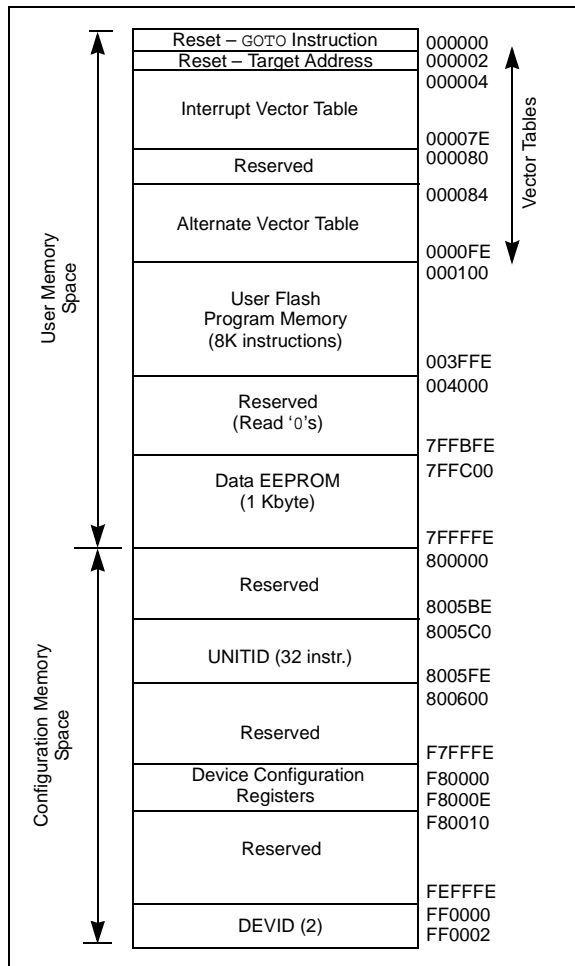 Reset – GOTO Instruction
000000
Reset – Target Address
000002
000004
Interrupt Vector Table
00007E
000080
Reserved
000084
Alternate Vector Table
0000FE
000100
Vector Tables
User Memory
Space
User Flash
Program Memory
(8K instructions)
003FFE
004000
Reserved
(Read ‘0’s)
7FFBFE
7FFC00
Data EEPROM
(1 Kbyte)
7FFFFE
800000
Reserved
8005BE
8005C0
UNITID (32 instr.)
8005FE
800600
Configuration Memory
Space
Reserved
F7FFFE
F80000
Device Configuration
Registers
F8000E
F80010
Reserved
FEFFFE
FF0000
DEVID (2)
FF0002